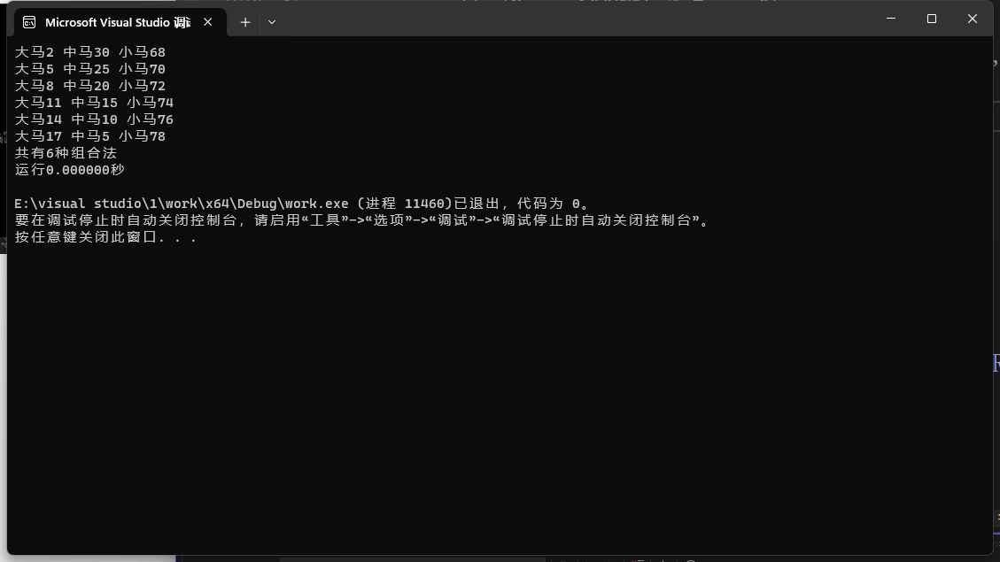 Microsoft Visual Studio 调试
大马2 中马30 小马68
大马5 中马25 小马70
大马8 中马20 小马72
大马11 中马15 小马74
大马14 中马10 小马76
大马17 中马5 小马78
共有6种组合法
运行0.000000秒
E:\visual studio\1\work\x64\Debug\work.exe (进程 11460)已退出，代码为 0。
要在调试停止时自动关闭控制台，请启用“工具”->“选项”->“调试”->“调试停止时自动关闭控制台”。
按任意键关闭此窗口. . .